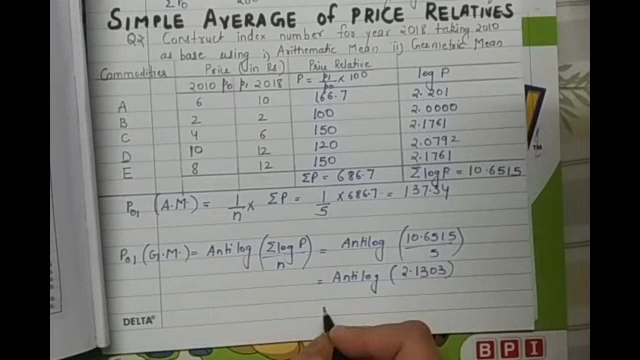 ΣP0
SIMPLE AVERAGE of PRICE RELATIVES
Q2 Construct index number for year 2018 taking 2010
as base using i) Arithematic Mean ii) Geometric Mean
Commodities Price (in Rs.) Price Relative log P
2010 p0 p1 2018 P = p1/p0 × 100
A 6 10 166.7 2.201
B 2 2 100 2.0000
C 4 6 150 2.1761
D 10 12 120 2.0792
E 8 12 150 2.1761
ΣP = 686.7 Σlog P = 10.6515
P01 (A.M.) = 1/n × ΣP = 1/5 × 686.7 = 137.34
P01 (G.M.) = Antilog (Σlog P / n) = Antilog (10.6515 / 5)
= Antilog (2.1303)
DELTA
BPI